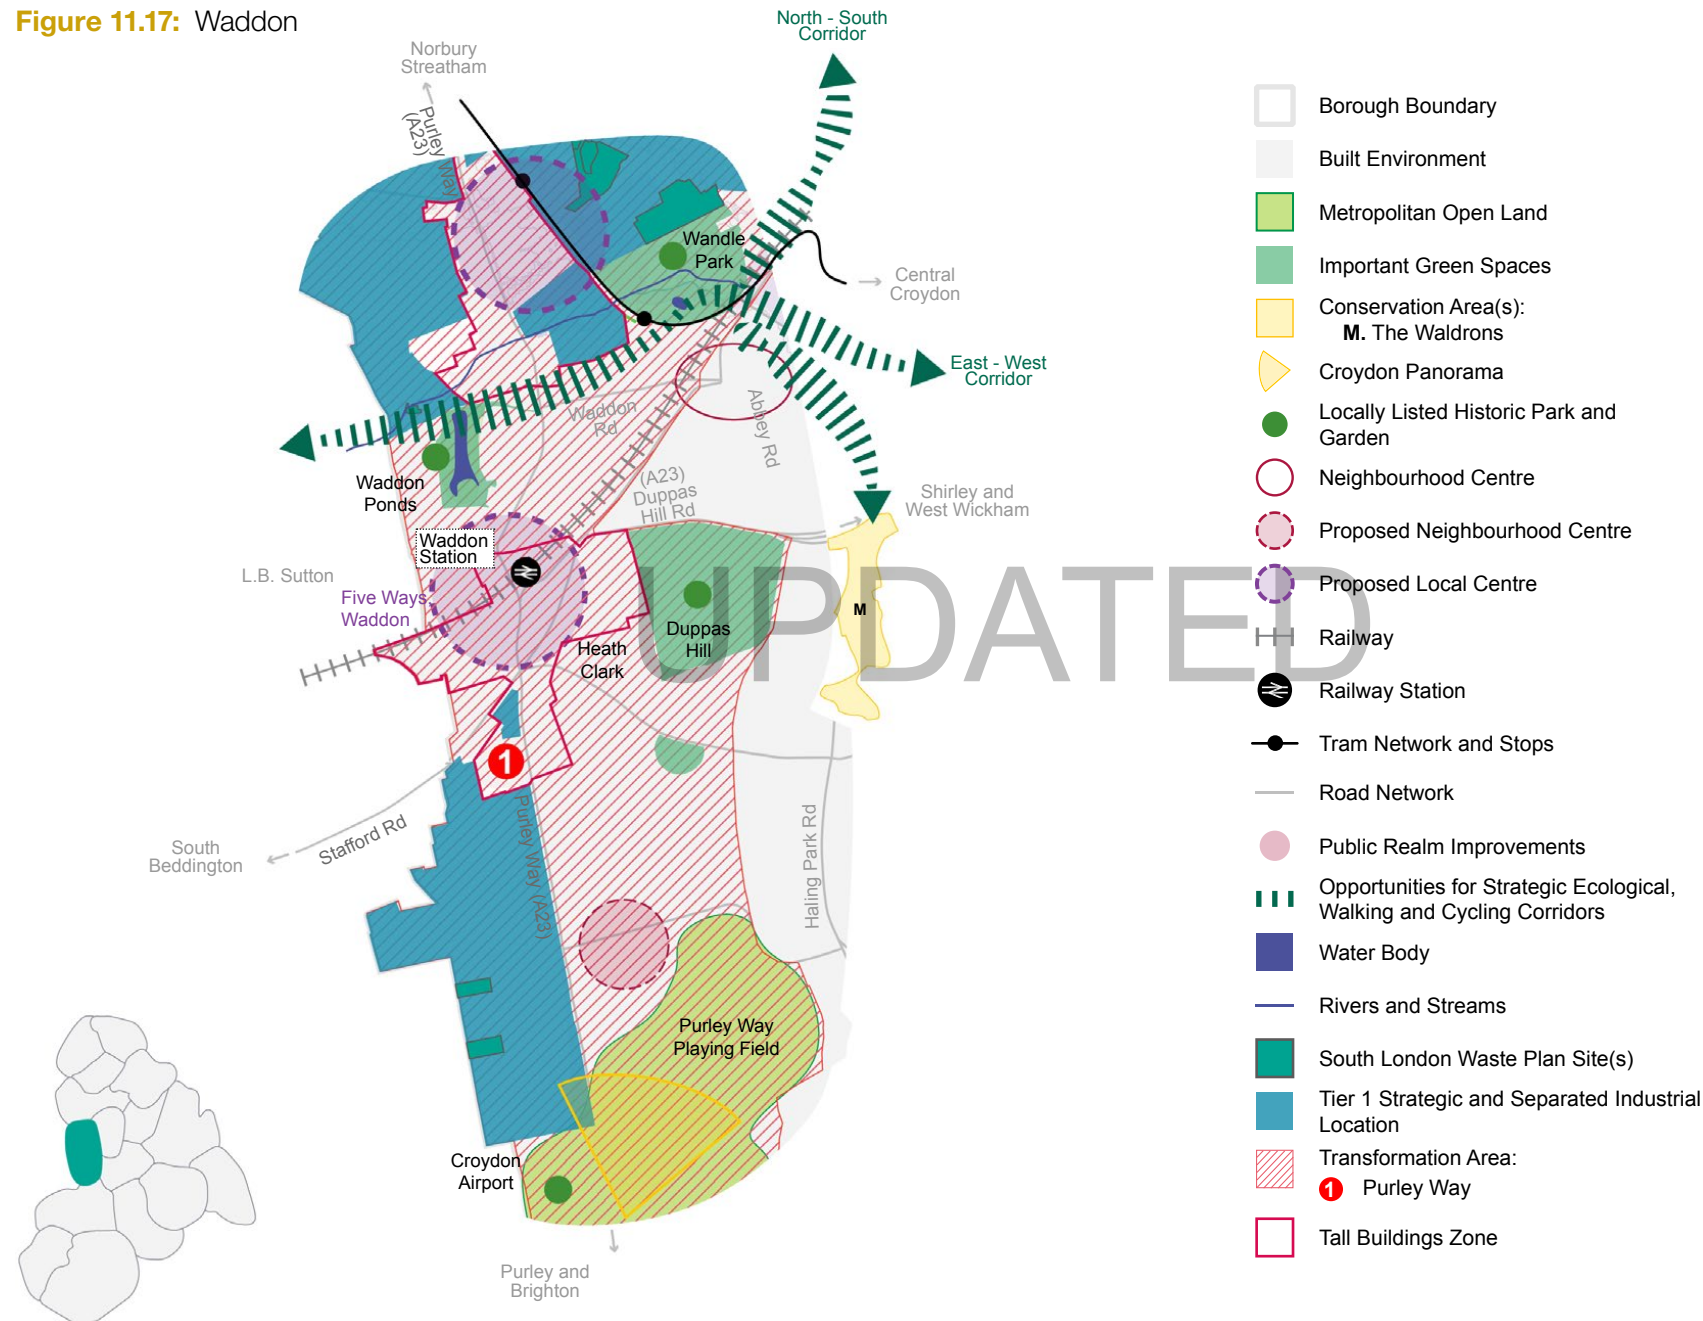 Figure 11.17: Waddon
North - South
Corridor
Norbury
Streatham
Purley Way
(A23)
Wandle
Park
Central
Croydon
East - West
Corridor
Waddon
Rd
Abbey Rd
(A23)
Duppas
Hill Rd
Waddon
Ponds
Shirley and
West Wickham
Waddon
Station
L.B. Sutton
Five Ways
Waddon
Heath
Clark
Duppas
Hill
M
UPDATED
1
Purley Way (A23)
Stafford Rd
South
Beddington
Haling Park Rd
Purley Way
Playing Field
Croydon
Airport
Purley and
Brighton
Borough Boundary
Built Environment
Metropolitan Open Land
Important Green Spaces
Conservation Area(s):
M. The Waldrons
Croydon Panorama
Locally Listed Historic Park and
Garden
Neighbourhood Centre
Proposed Neighbourhood Centre
Proposed Local Centre
Railway
Railway Station
Tram Network and Stops
Road Network
Public Realm Improvements
Opportunities for Strategic Ecological,
Walking and Cycling Corridors
Water Body
Rivers and Streams
South London Waste Plan Site(s)
Tier 1 Strategic and Separated Industrial
Location
Transformation Area:
1 Purley Way
Tall Buildings Zone